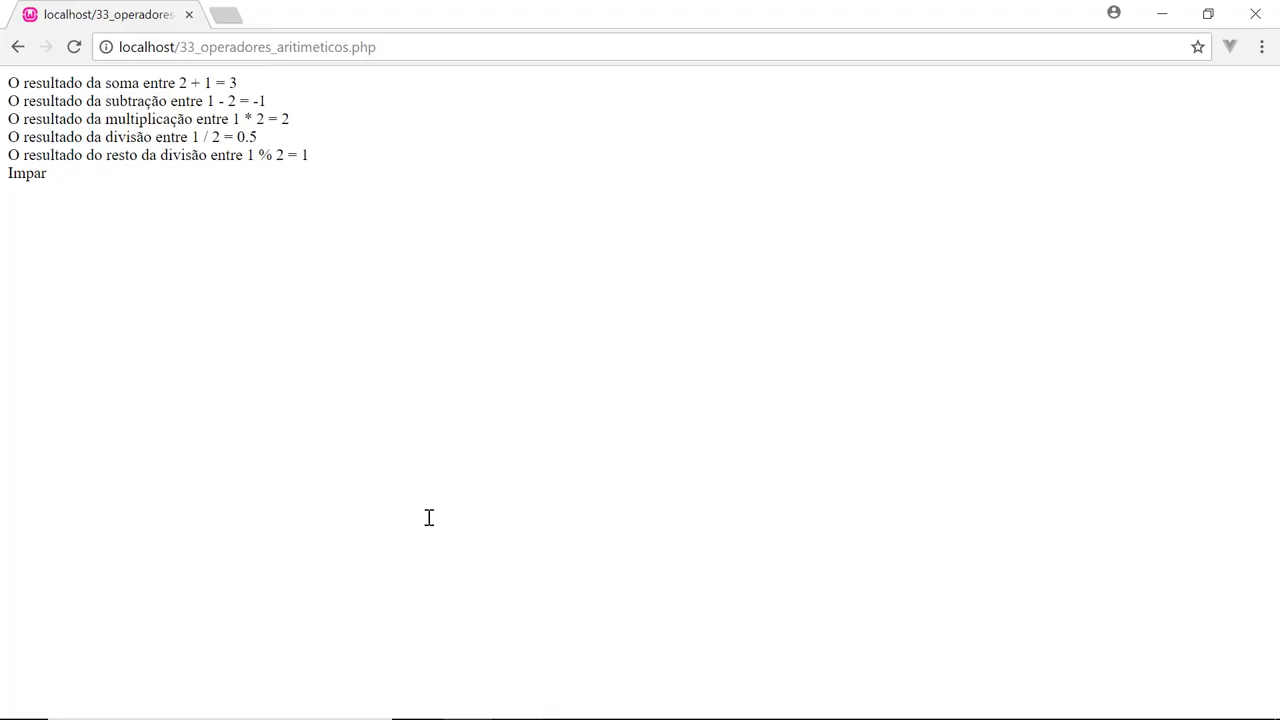 localhost/33_operadores
localhost/33_operadores_aritimeticos.php
O resultado da soma entre 2 + 1 = 3
O resultado da subtração entre 1 - 2 = -1
O resultado da multiplicação entre 1 * 2 = 2
O resultado da divisão entre 1 / 2 = 0.5
O resultado do resto da divisão entre 1 % 2 = 1
Impar